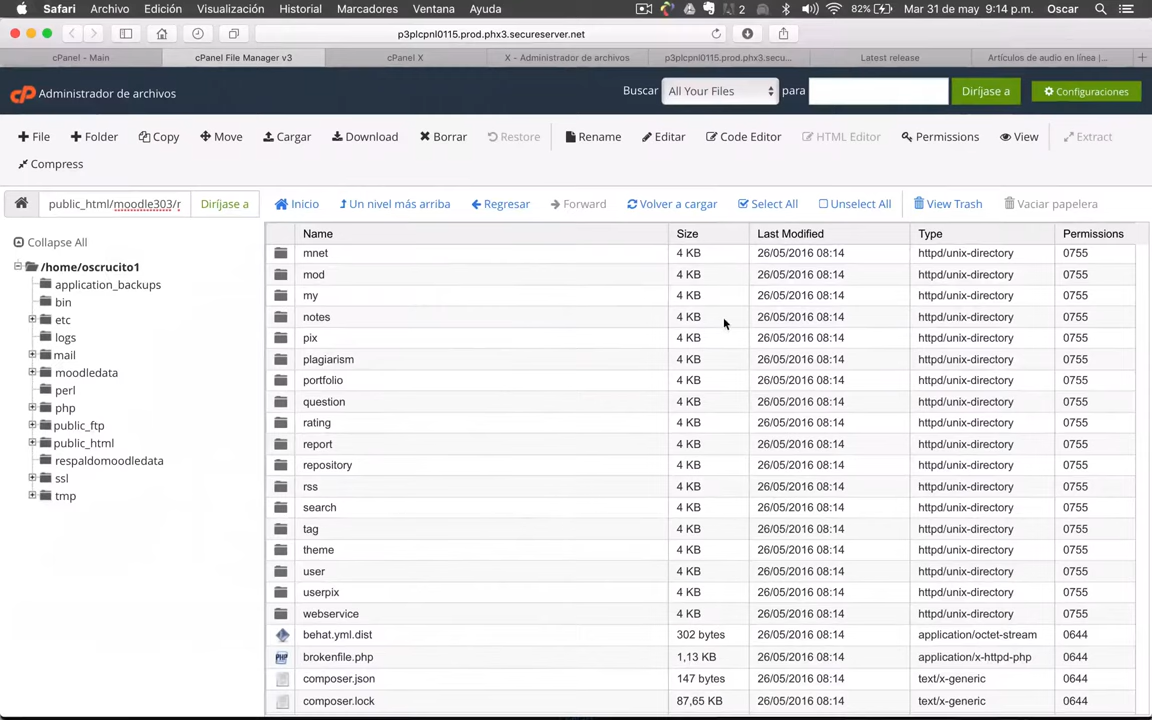 Safari Archivo Edición Visualización Historial Marcadores Ventana Ayuda 2 82% Mar 31 de may 9:14 p.m. Oscar
p3plcpnl0115.prod.phx3.secureserver.net
cPanel - Main cPanel File Manager v3 cPanel X X - Administrador de archivos p3plcpnl0115.prod.phx3.secu... Latest release Artículos de audio en línea |...
cP Administrador de archivos Buscar All Your Files para Diríjase a Configuraciones
File Folder Copy Move Cargar Download Borrar Restore Rename Editar Code Editor HTML Editor Permissions View Extract
Compress
public_html/moodle303/r Diríjase a Inicio Un nivel más arriba Regresar Forward Volver a cargar Select All Unselect All View Trash Vaciar papelera
Collapse All
/home/oscrucito1
application_backups
bin
etc
logs
mail
moodledata
perl
php
public_ftp
public_html
respaldomoodledata
ssl
tmp
Name Size Last Modified Type Permissions
mnet 4 KB 26/05/2016 08:14 httpd/unix-directory 0755
mod 4 KB 26/05/2016 08:14 httpd/unix-directory 0755
my 4 KB 26/05/2016 08:14 httpd/unix-directory 0755
notes 4 KB 26/05/2016 08:14 httpd/unix-directory 0755
pix 4 KB 26/05/2016 08:14 httpd/unix-directory 0755
plagiarism 4 KB 26/05/2016 08:14 httpd/unix-directory 0755
portfolio 4 KB 26/05/2016 08:14 httpd/unix-directory 0755
question 4 KB 26/05/2016 08:14 httpd/unix-directory 0755
rating 4 KB 26/05/2016 08:14 httpd/unix-directory 0755
report 4 KB 26/05/2016 08:14 httpd/unix-directory 0755
repository 4 KB 26/05/2016 08:14 httpd/unix-directory 0755
rss 4 KB 26/05/2016 08:14 httpd/unix-directory 0755
search 4 KB 26/05/2016 08:14 httpd/unix-directory 0755
tag 4 KB 26/05/2016 08:14 httpd/unix-directory 0755
theme 4 KB 26/05/2016 08:14 httpd/unix-directory 0755
user 4 KB 26/05/2016 08:14 httpd/unix-directory 0755
userpix 4 KB 26/05/2016 08:14 httpd/unix-directory 0755
webservice 4 KB 26/05/2016 08:14 httpd/unix-directory 0755
behat.yml.dist 302 bytes 26/05/2016 08:14 application/octet-stream 0644
PHP brokenfile.php 1,13 KB 26/05/2016 08:14 application/x-httpd-php 0644
composer.json 147 bytes 26/05/2016 08:14 text/x-generic 0644
composer.lock 87,65 KB 26/05/2016 08:14 text/x-generic 0644